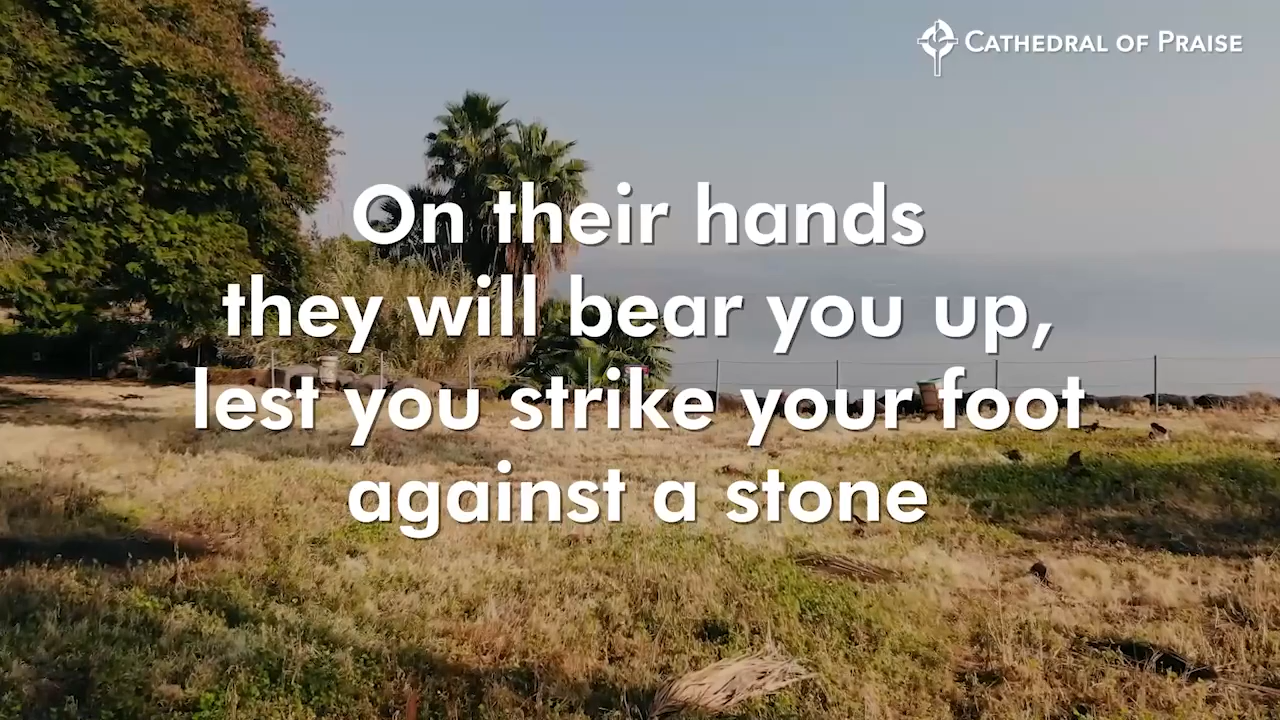 Cathedral of Praise
On their hands
they will bear you up,
lest you strike your foot
against a stone